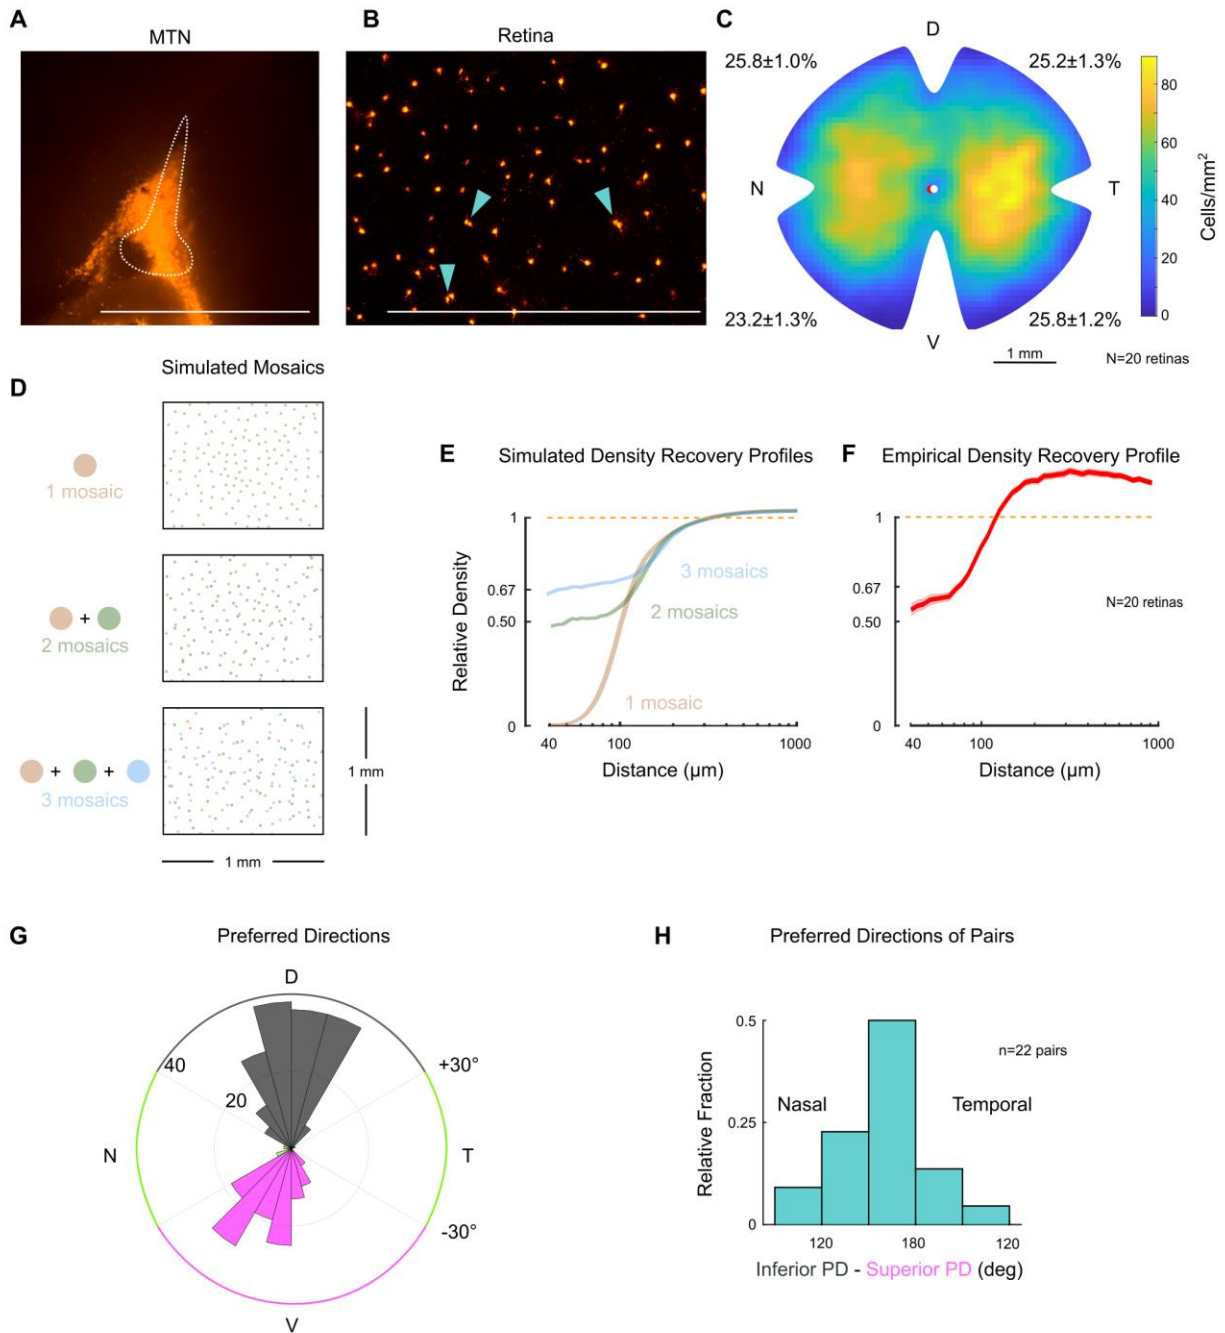 A
MTN
B
Retina
C
D
25.8±1.0%
25.2±1.3%
N
T
23.2±1.3%
25.8±1.2%
V
1 mm
N=20 retinas
80
60
40
20
0
Cells/mm²
D
Simulated Mosaics
1 mosaic
+
2 mosaics
+ +
3 mosaics
1 mm
1 mm
E
Simulated Density Recovery Profiles
Relative Density
1
0.67
0.50
0
3 mosaics
2 mosaics
1 mosaic
40 100 1000
Distance (µm)
F
Empirical Density Recovery Profile
1
0.67
0.50
0
N=20 retinas
40 100 1000
Distance (µm)
G
Preferred Directions
D
40
20
+30°
N
T
-30°
V
H
Preferred Directions of Pairs
Relative Fraction
0.5
0.25
0
n=22 pairs
Nasal
Temporal
120 180 120
Inferior PD - Superior PD (deg)